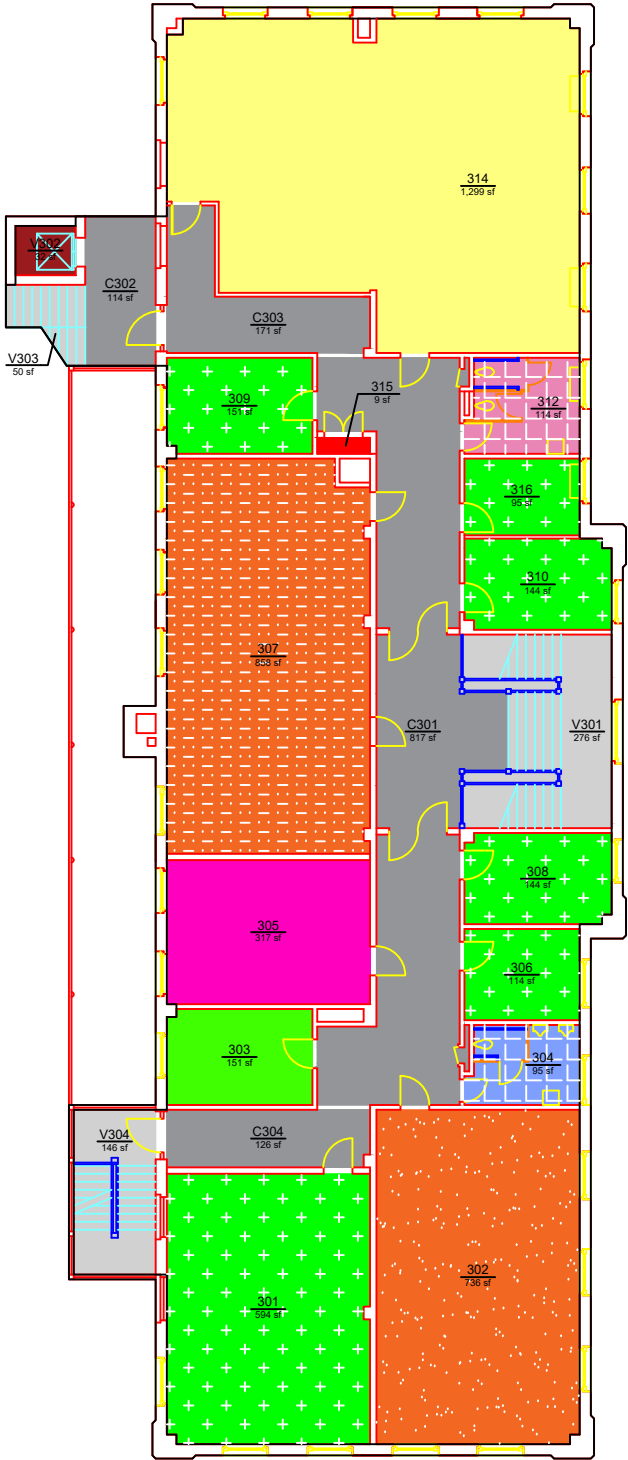 314
1,299 sf
V302
C302
114 sf
C303
171 sf
V303
50 sf
315
9 sf
309
151 sf
312
114 sf
316
95 sf
310
144 sf
307
858 sf
C301
817 sf
V301
276 sf
308
144 sf
305
317 sf
306
114 sf
303
151 sf
304
95 sf
V304
146 sf
C304
126 sf
302
736 sf
301
594 sf